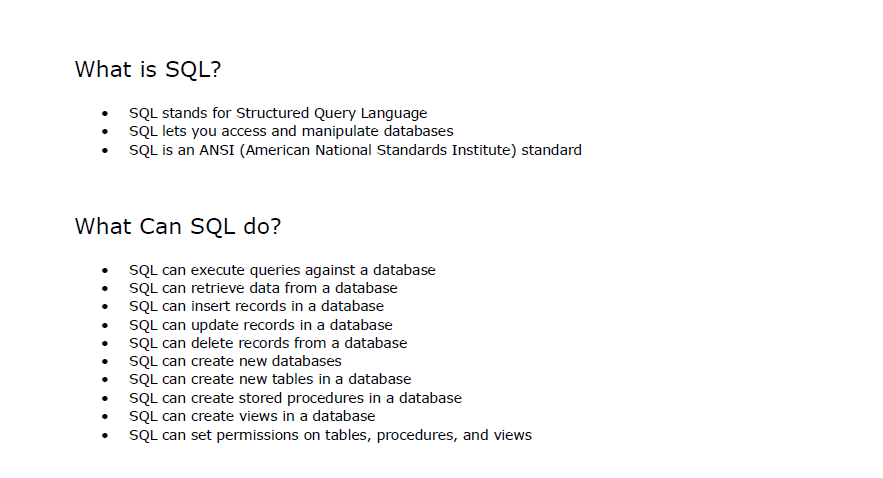 What is SQL?
• SQL stands for Structured Query Language
• SQL lets you access and manipulate databases
• SQL is an ANSI (American National Standards Institute) standard
What Can SQL do?
• SQL can execute queries against a database
• SQL can retrieve data from a database
• SQL can insert records in a database
• SQL can update records in a database
• SQL can delete records from a database
• SQL can create new databases
• SQL can create new tables in a database
• SQL can create stored procedures in a database
• SQL can create views in a database
• SQL can set permissions on tables, procedures, and views